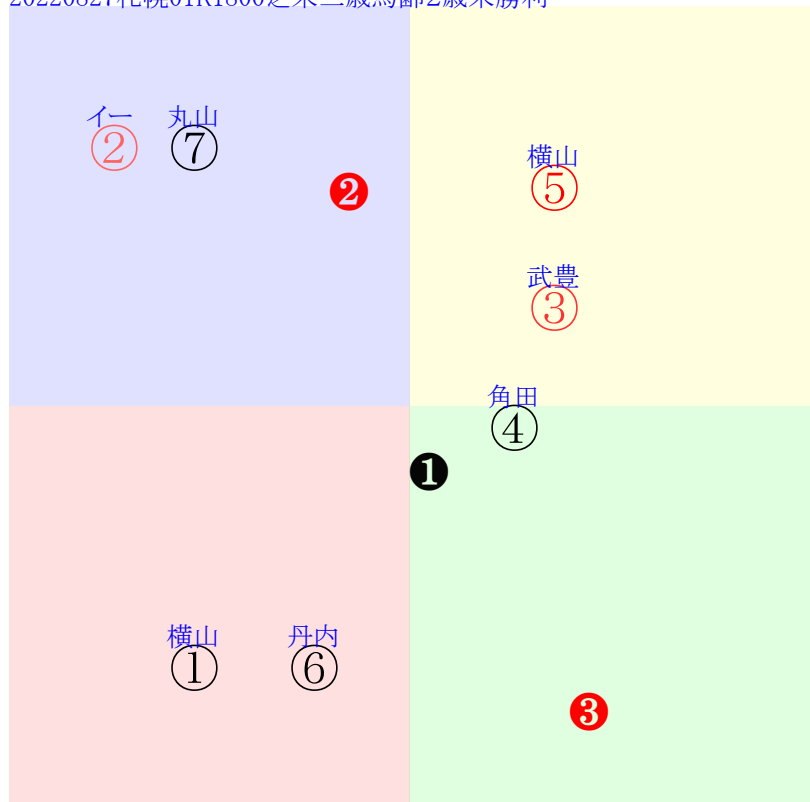 イー 丸山
② ⑦
横山
❷
⑤
武豊
③
角田
④
❶
横山 丹内
① ⑥
❸